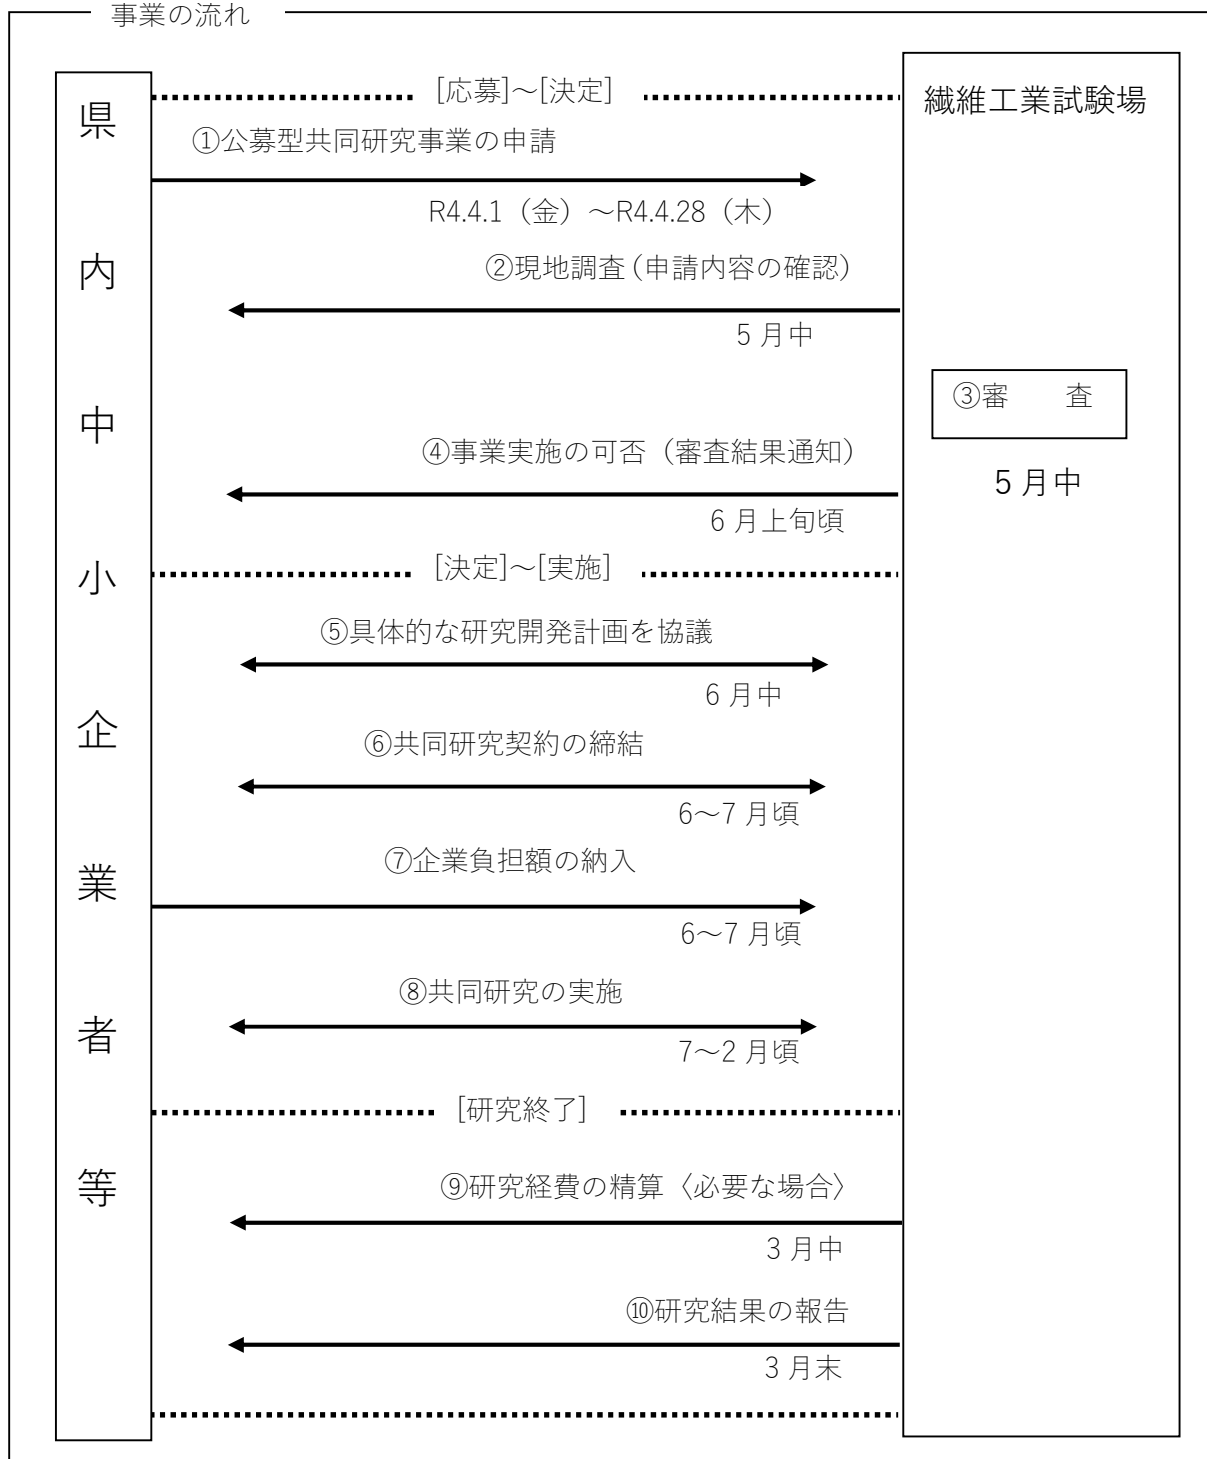 事業の流れ
県内中小企業者等
繊維工業試験場
[応募]～[決定]
①公募型共同研究事業の申請
R4.4.1（金）～R4.4.28（木）
②現地調査（申請内容の確認）
5月中
③審　　査
5月中
④事業実施の可否（審査結果通知）
6月上旬頃
[決定]～[実施]
⑤具体的な研究開発計画を協議
6月中
⑥共同研究契約の締結
6～7月頃
⑦企業負担額の納入
6～7月頃
⑧共同研究の実施
7～2月頃
[研究終了]
⑨研究経費の精算〈必要な場合〉
3月中
⑩研究結果の報告
3月末